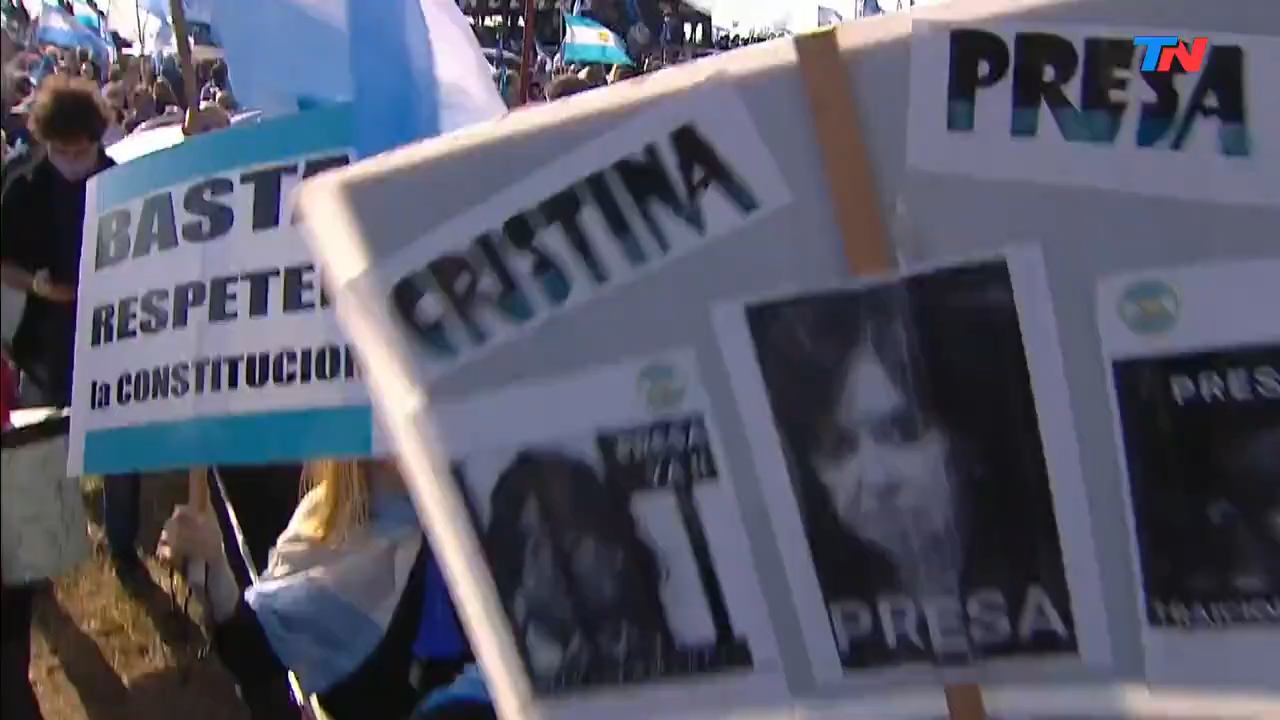 TN
PRESA
CRISTINA
BASTA
RESPETEN
la CONSTITUCION
PRESA
PRESA